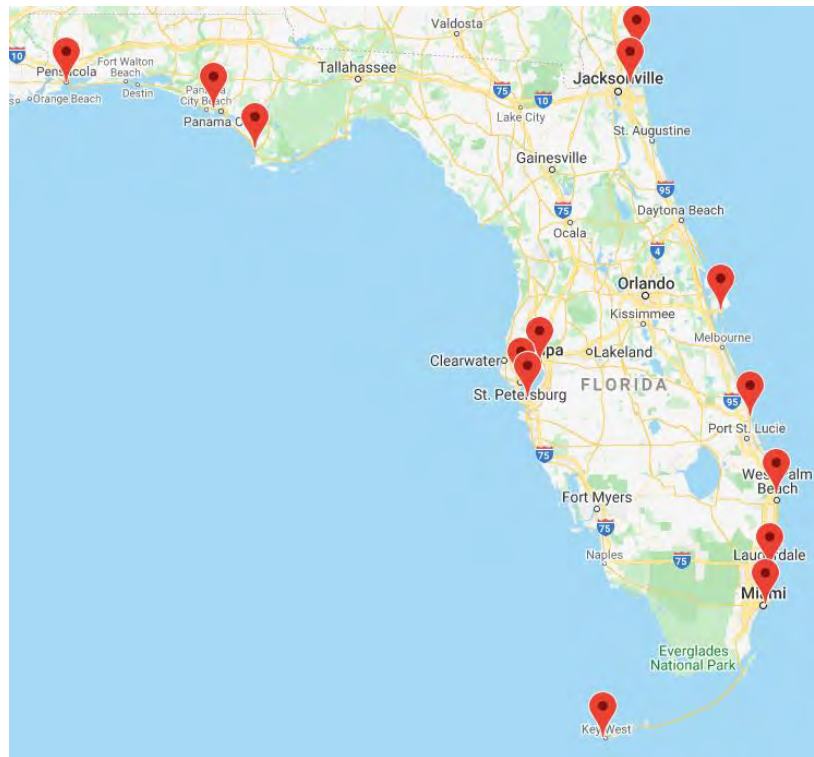 Valdosta
10
Fort Walton
Beach
Pensacola
Orange Beach
Destin
Panama
City Beach
Panama C
Tallahassee
75
10
Jacksonville
Lake City
St. Augustine
Gainesville
95
75
Daytona Beach
Ocala
4
Orlando
Kissimmee
Melbourne
Clearwater
pa
Lakeland
St. Petersburg
FLORIDA
95
Port St. Lucie
75
West Palm
Beach
Fort Myers
75
Naples
75
Lauderdale
Miami
Everglades
National Park
Key West